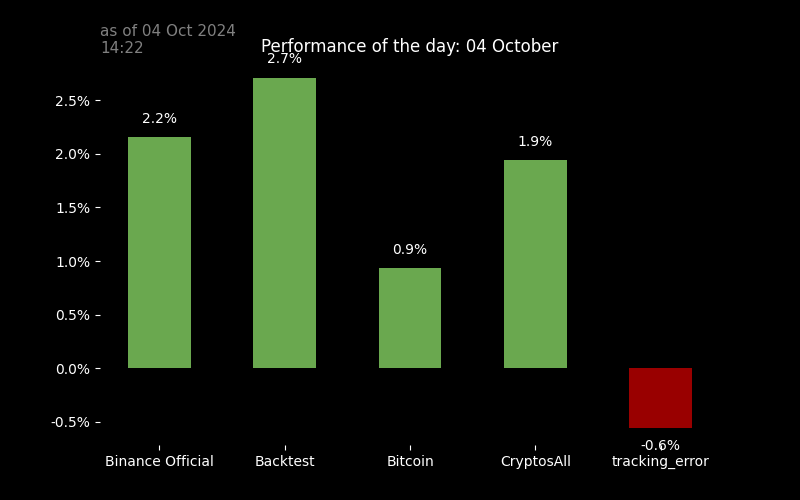 as of 04 Oct 2024
14:22
Performance of the day: 04 October
2.7%
2.5%
2.2%
2.0%
1.9%
1.5%
1.0%
0.9%
0.5%
0.0%
-0.5%
-0.6%
Binance Official
Backtest
Bitcoin
CryptosAll
tracking_error